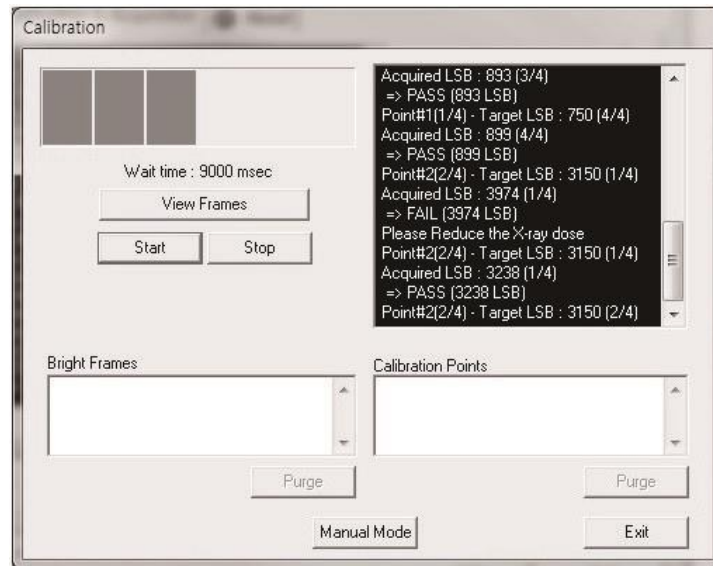 Calibration
Wait time : 9000 msec
View Frames
Start
Stop
Acquired LSB : 893 (3/4)
=> PASS (893 LSB)
Point#1(1/4) - Target LSB : 750 (4/4)
Acquired LSB : 899 (4/4)
=> PASS (899 LSB)
Point#2(2/4) - Target LSB : 3150 (1/4)
Acquired LSB : 3974 (1/4)
=> FAIL (3974 LSB)
Please Reduce the X-ray dose
Point#2(2/4) - Target LSB : 3150 (1/4)
Acquired LSB : 3238 (1/4)
=> PASS (3238 LSB)
Point#2(2/4) - Target LSB : 3150 (2/4)
Bright Frames
Calibration Points
Purge
Purge
Manual Mode
Exit